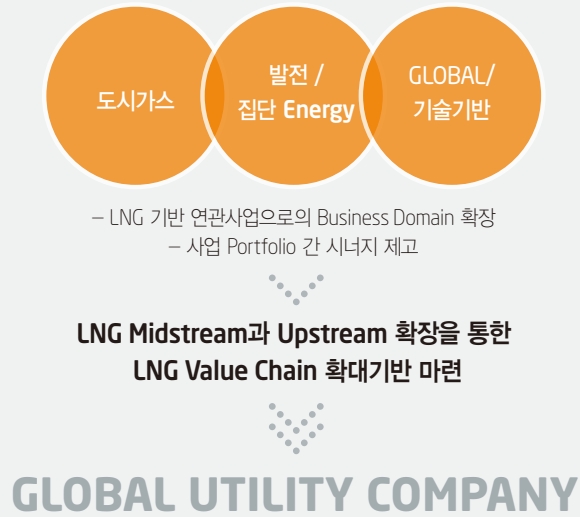 도시가스
발전 /
집단 Energy
GLOBAL/
기술기반
– LNG 기반 연관사업으로의 Business Domain 확장
– 사업 Portfolio 간 시너지 제고
LNG Midstream과 Upstream 확장을 통한
LNG Value Chain 확대기반 마련
GLOBAL UTILITY COMPANY